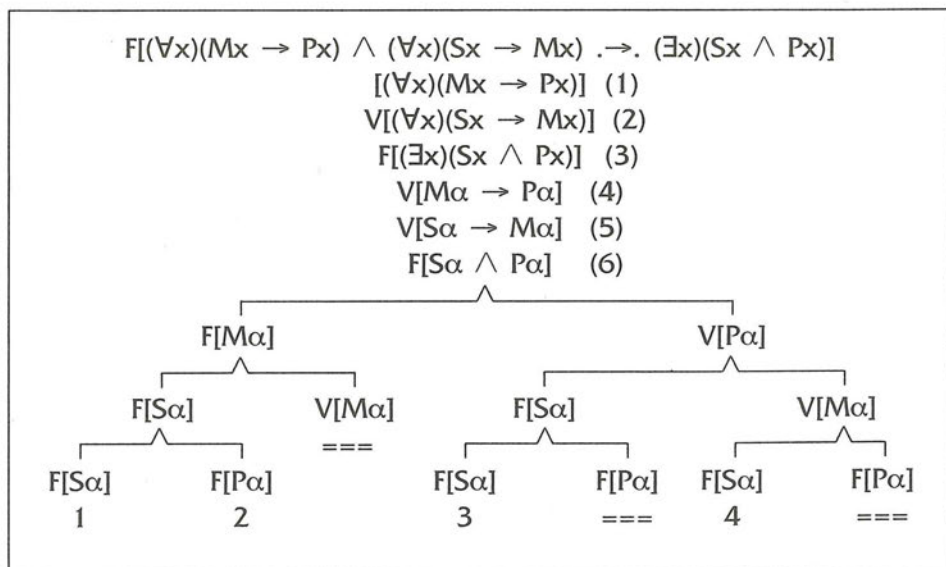 F[(∀x)(Mx → Px) ∧ (∀x)(Sx → Mx) .→. (∃x)(Sx ∧ Px)]
[(∀x)(Mx → Px)] (1)
V[(∀x)(Sx → Mx)] (2)
F[(∃x)(Sx ∧ Px)] (3)
V[Mα → Pα] (4)
V[Sα → Mα] (5)
F[Sα ∧ Pα] (6)
F[Mα] V[Pα]
F[Sα] V[Mα] F[Sα] V[Mα]
===
F[Sα] F[Pα] F[Sα] F[Pα] F[Sα] F[Pα]
1 2 3 === 4 ===